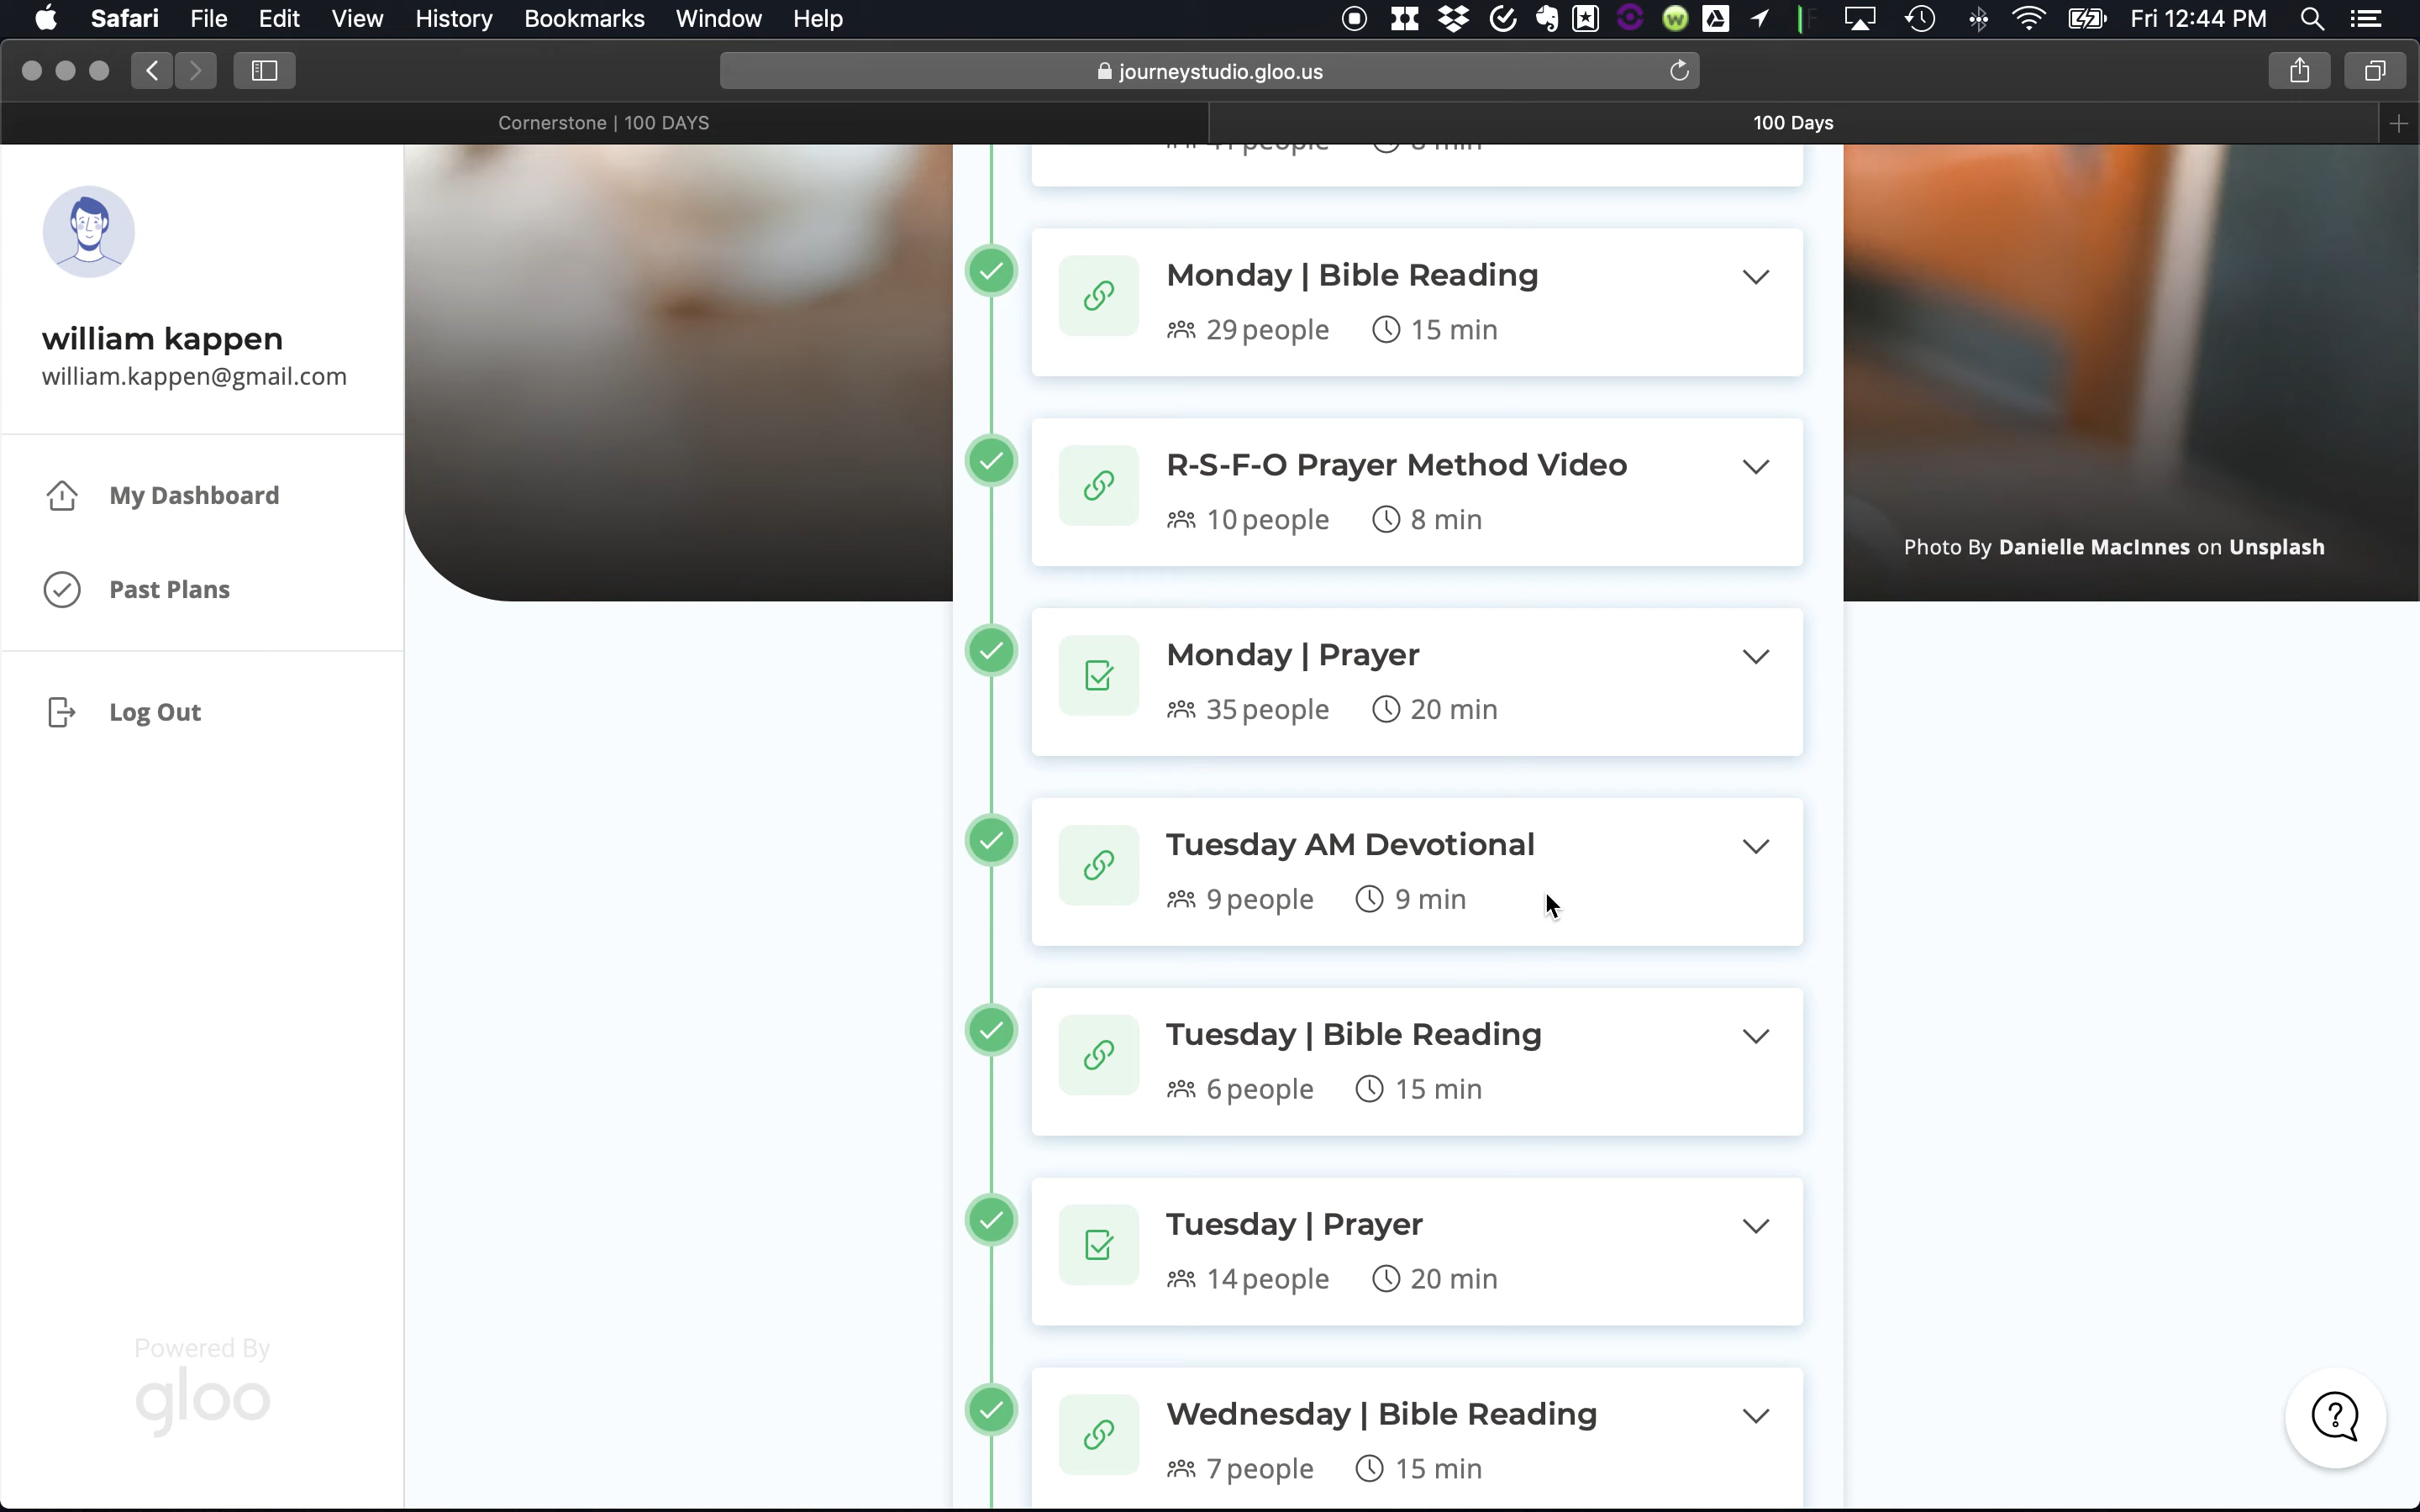 Safari File Edit View History Bookmarks Window Help Fri 12:44 PM
journeystudio.gloo.us
Cornerstone | 100 DAYS
100 Days
william kappen
william.kappen@gmail.com
My Dashboard
Past Plans
Log Out
Powered By
gloo
Monday | Bible Reading
29 people 15 min
R-S-F-O Prayer Method Video
10 people 8 min
Monday | Prayer
35 people 20 min
Tuesday AM Devotional
9 people 9 min
Tuesday | Bible Reading
6 people 15 min
Tuesday | Prayer
14 people 20 min
Wednesday | Bible Reading
7 people 15 min
Photo By Danielle MacInnes on Unsplash